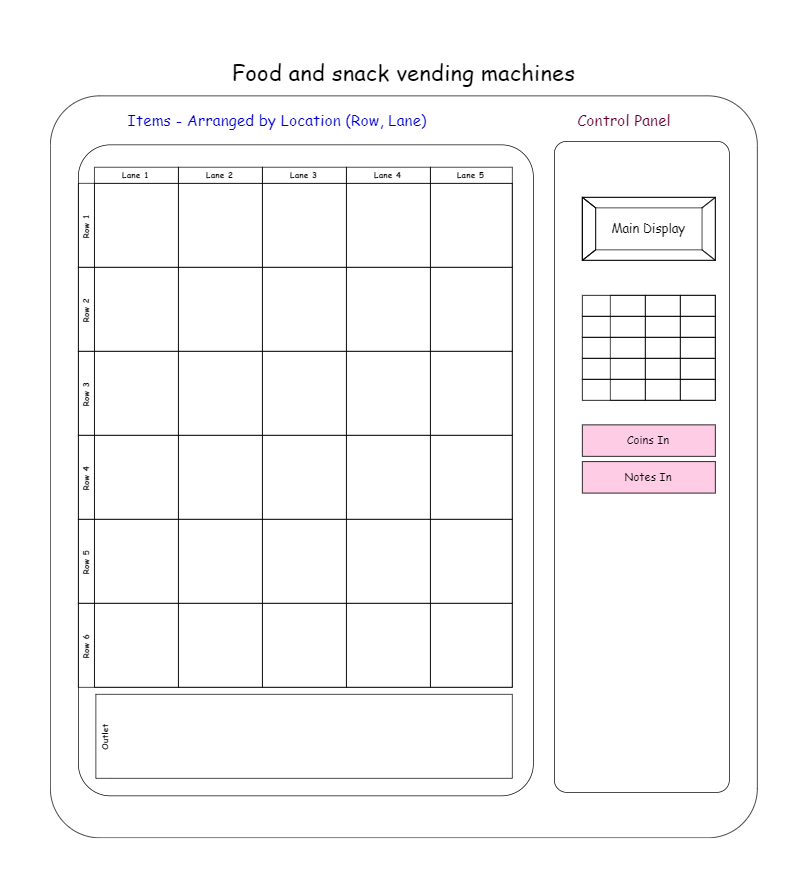 Food and snack vending machines
Items - Arranged by Location (Row, Lane)
Control Panel
Lane 1
Lane 2
Lane 3
Lane 4
Lane 5
Row 1
Row 2
Row 3
Row 4
Row 5
Row 6
Outlet
Main Display
Coins In
Notes In